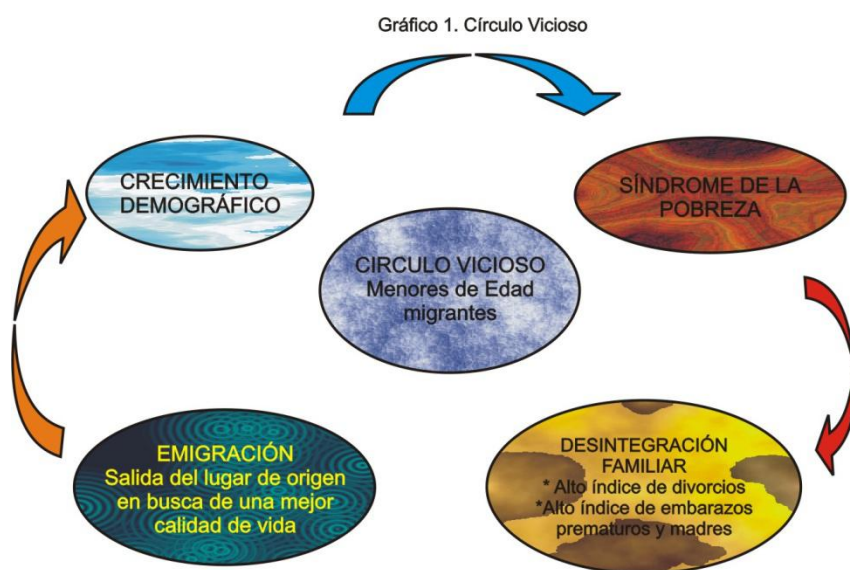 Gráfico 1. Círculo Vicioso
CRECIMIENTO
DEMOGRÁFICO
SÍNDROME DE LA
POBREZA
CIRCULO VICIOSO
Menores de Edad
migrantes
EMIGRACIÓN
Salida del lugar de origen
en busca de una mejor
calidad de vida
DESINTEGRACIÓN
FAMILIAR
* Alto índice de divorcios
*Alto índice de embarazos
prematuros y madres